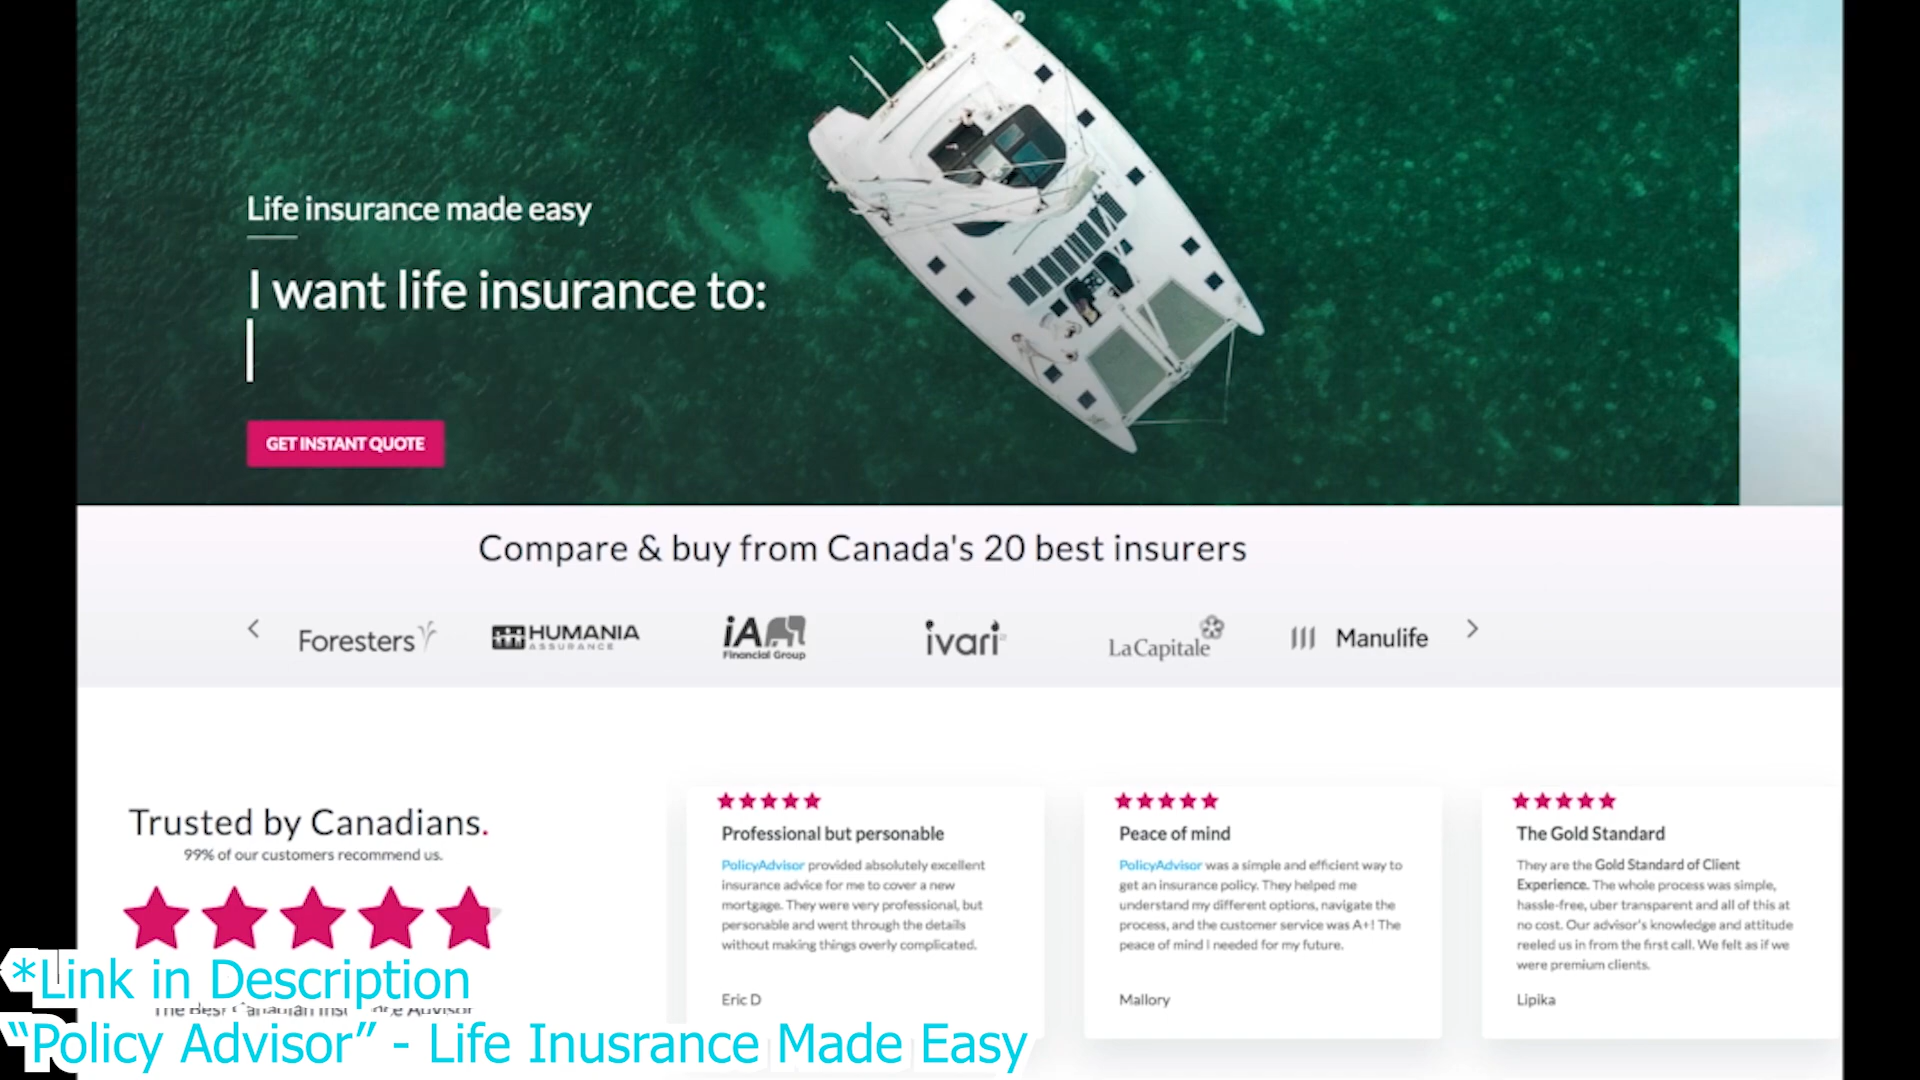 Life insurance made easy
I want life insurance to:
GET INSTANT QUOTE
Compare & buy from Canada's 20 best insurers
Foresters
HUMANIA
ASSURANCE
iA
Financial Group
ivari
La Capitale
Manulife
Trusted by Canadians.
99% of our customers recommend us.
Professional but personable
PolicyAdvisor provided absolutely excellent
insurance advice for me to cover a new
mortgage. They were very professional, but
personable and went through the details
without making things overly complicated.
Eric D
Peace of mind
PolicyAdvisor was a simple and efficient way to
get an insurance policy. They helped me
understand my different options, navigate the
process, and the customer service was A+! The
peace of mind I needed for my future.
Mallory
The Gold Standard
They are the Gold Standard of Client
Experience. The whole process was simple,
hassle-free, uber transparent and all of this at
no cost. Our advisor's knowledge and attitude
reeled us in from the first call. We felt as if we
were premium clients.
Lipika
*Link in Description
The Best Canadian Advisor
“Policy Advisor” - Life Inusrance Made Easy